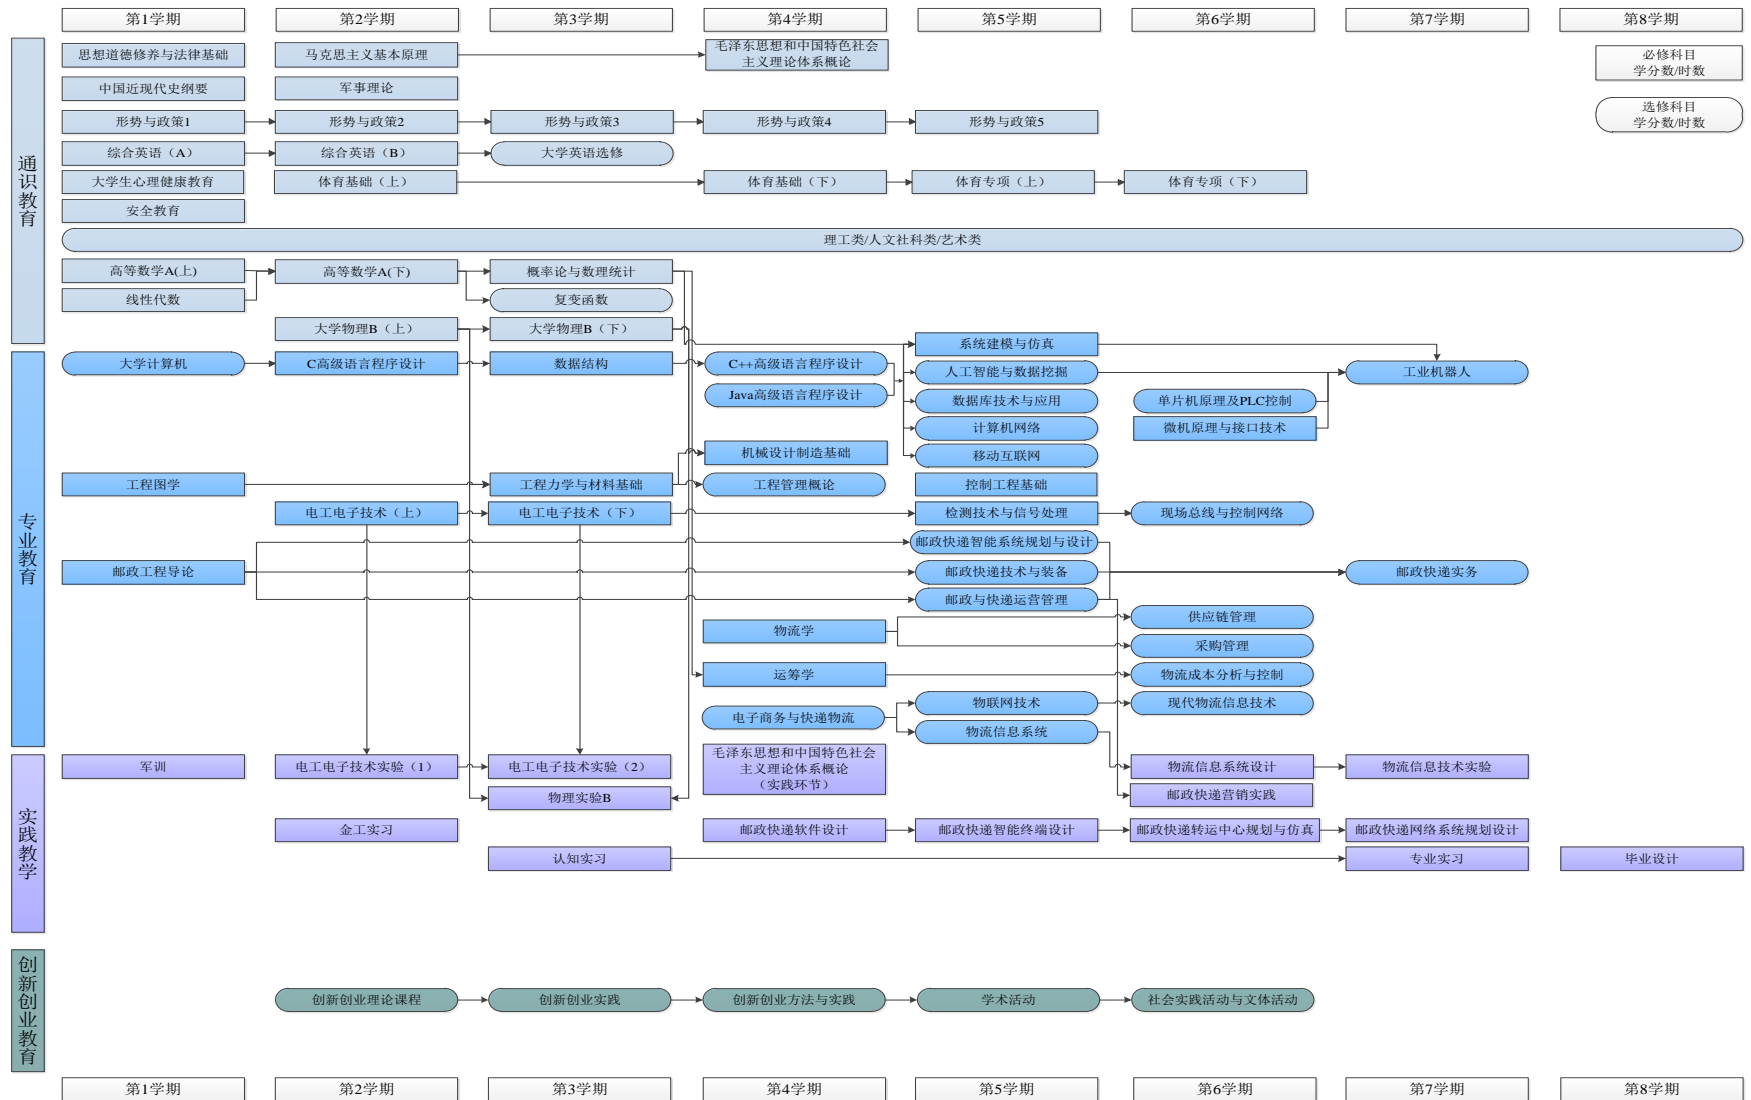 第1学期
第2学期
第3学期
第4学期
第5学期
第6学期
第7学期
第8学期
通识教育
思想道德修养与法律基础
马克思主义基本原理
毛泽东思想和中国特色社会
主义理论体系概论
必修科目
学分数/时数
中国近现代史纲要
军事理论
选修科目
学分数/时数
形势与政策1
形势与政策2
形势与政策3
形势与政策4
形势与政策5
综合英语（A）
综合英语（B）
大学英语选修
大学生心理健康教育
体育基础（上）
体育基础（下）
体育专项（上）
体育专项（下）
安全教育
理工类/人文社科类/艺术类
高等数学A(上)
高等数学A(下)
概率论与数理统计
线性代数
复变函数
大学物理B（上）
大学物理B（下）
专业教育
系统建模与仿真
大学计算机
C高级语言程序设计
数据结构
C++高级语言程序设计
人工智能与数据挖掘
工业机器人
Java高级语言程序设计
数据库技术与应用
单片机原理及PLC控制
计算机网络
微机原理与接口技术
机械设计制造基础
移动互联网
工程图学
工程力学与材料基础
工程管理概论
控制工程基础
电工电子技术（上）
电工电子技术（下）
检测技术与信号处理
现场总线与控制网络
邮政快递智能系统规划与设计
邮政工程导论
邮政快递技术与装备
邮政快递实务
邮政与快递运营管理
物流学
供应链管理
采购管理
运筹学
物流成本分析与控制
电子商务与快递物流
物联网技术
现代物流信息技术
物流信息系统
实践教学
军训
电工电子技术实验（1）
电工电子技术实验（2）
毛泽东思想和中国特色社会
主义理论体系概论
（实践环节）
物流信息系统设计
物流信息技术实验
物理实验B
邮政快递营销实践
金工实习
邮政快递软件设计
邮政快递智能终端设计
邮政快递转运中心规划与仿真
邮政快递网络系统规划设计
认知实习
专业实习
毕业设计
创新创业教育
创新创业理论课程
创新创业实践
创新创业方法与实践
学术活动
社会实践活动与文体活动
第1学期
第2学期
第3学期
第4学期
第5学期
第6学期
第7学期
第8学期